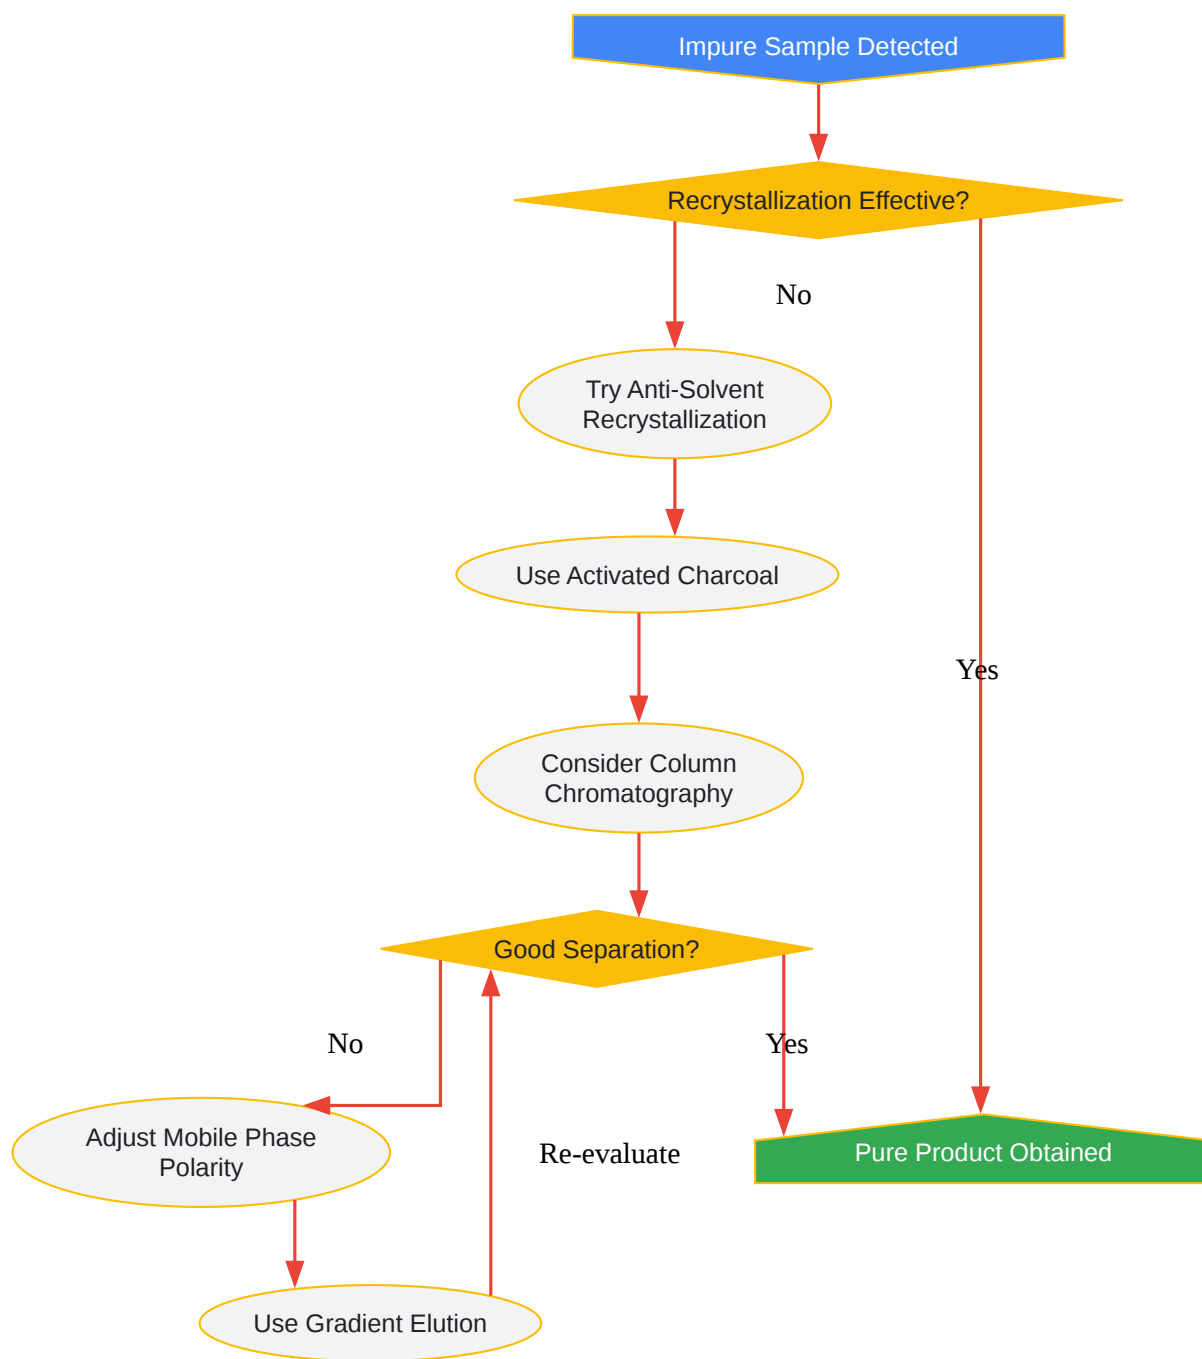 Impure Sample Detected
Recrystallization Effective?
No
Try Anti-Solvent
Recrystallization
Use Activated Charcoal
Yes
Consider Column
Chromatography
Good Separation?
No
Yes
Adjust Mobile Phase
Polarity
Re-evaluate
Pure Product Obtained
Use Gradient Elution